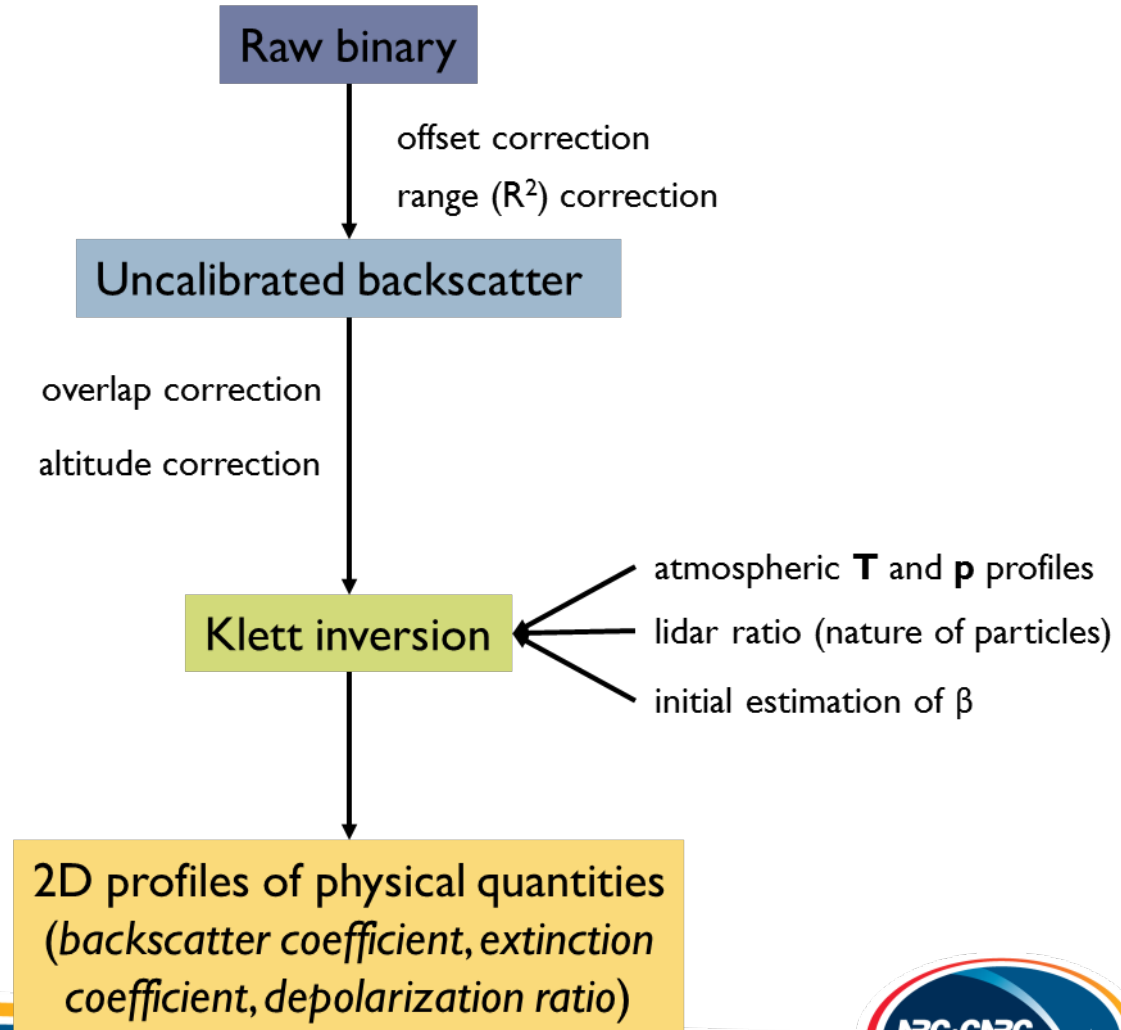 Raw binary
offset correction
range (R²) correction
Uncalibrated backscatter
overlap correction
altitude correction
atmospheric T and p profiles
Klett inversion
lidar ratio (nature of particles)
initial estimation of β
2D profiles of physical quantities
(backscatter coefficient, extinction
coefficient, depolarization ratio)